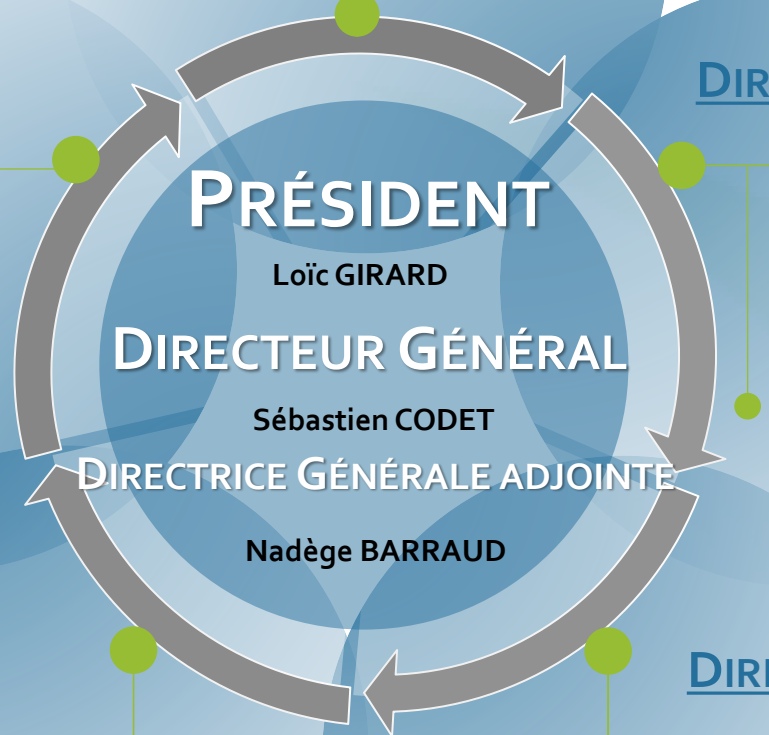 PRÉSIDENT
Loïc GIRARD
DIRECTEUR GÉNÉRAL
Sébastien CODET
DIRECTRICE GÉNÉRALE ADJOINTE
Nadège BARRAUD